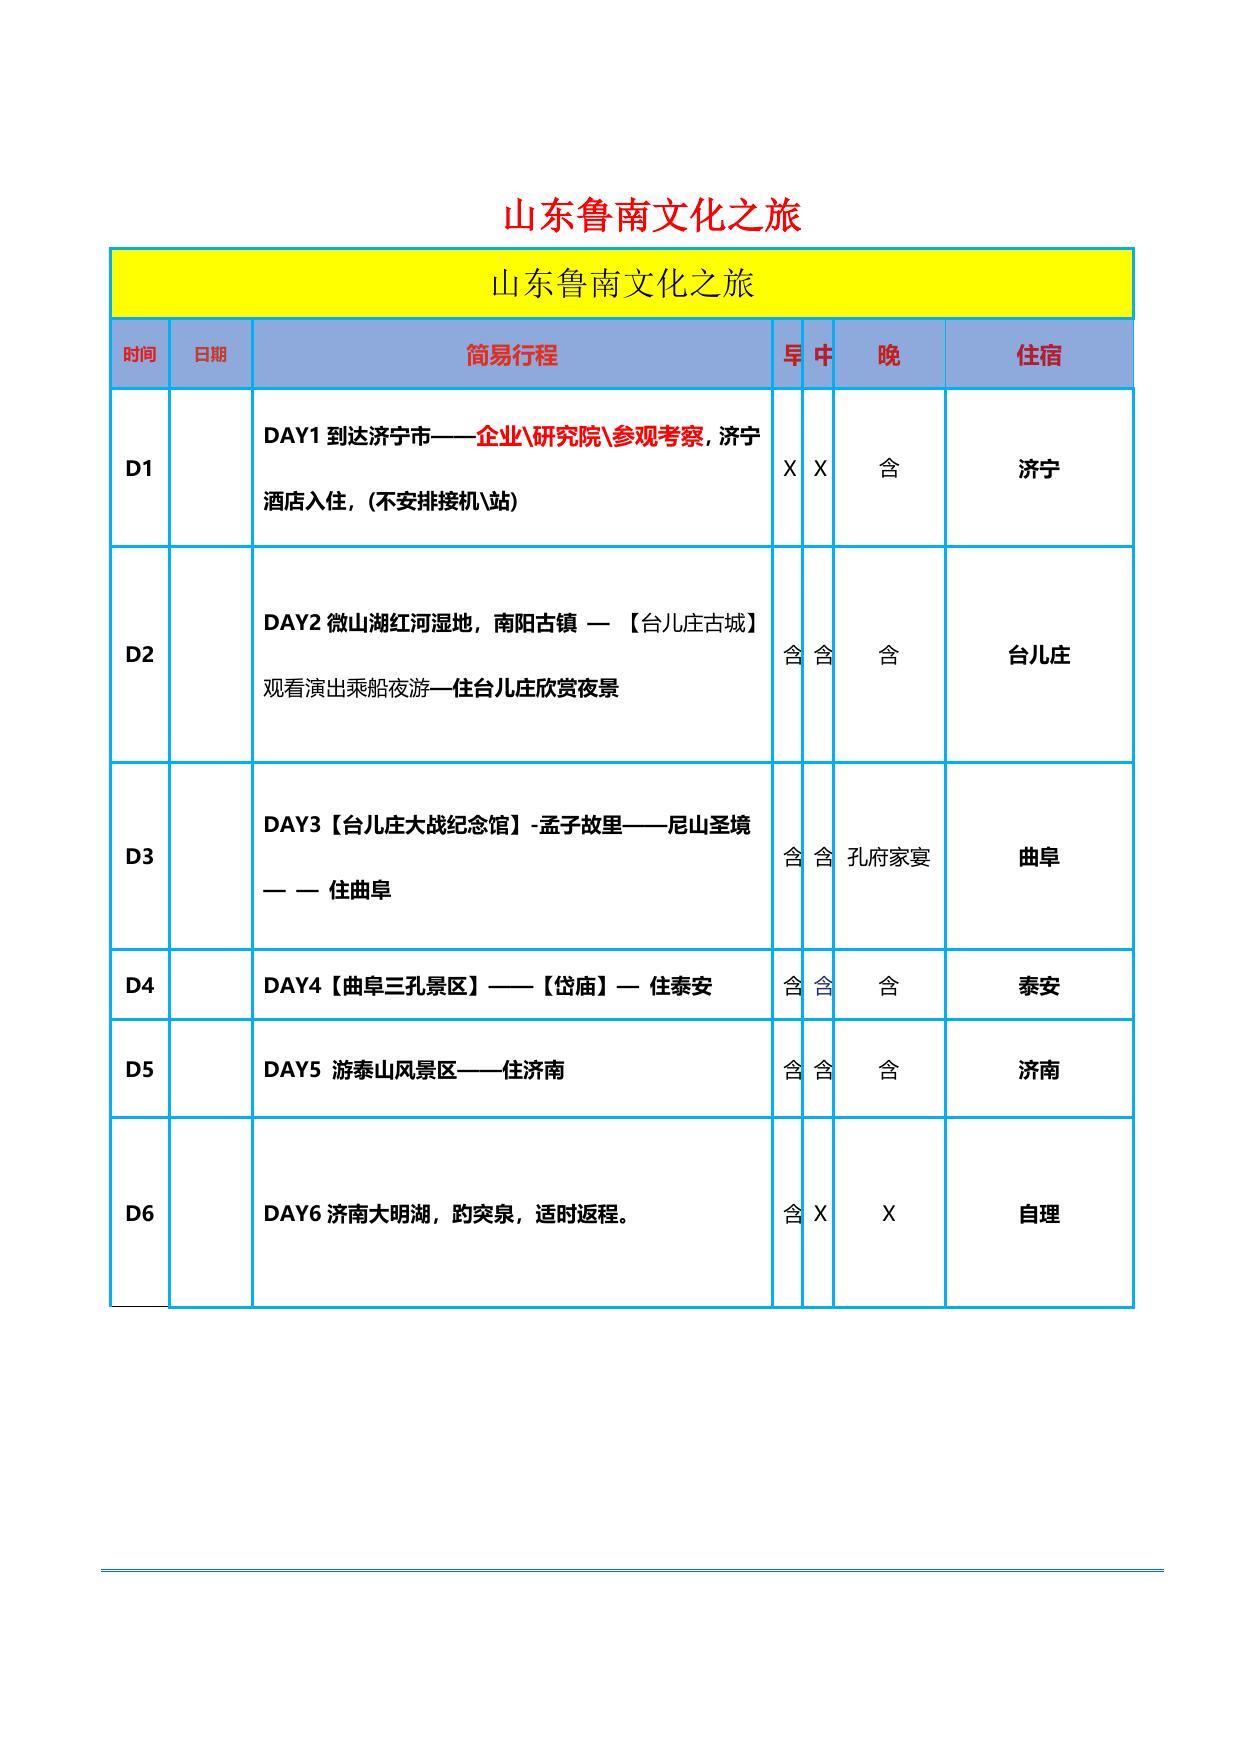 山东鲁南文化之旅
山东鲁南文化之旅
时间 日期 简易行程 早 中 晚 住宿
D1 DAY1 到达济宁市——企业\研究院\参观考察，济宁
酒店入住，(不安排接机\站) X X 含 济宁
D2 DAY2 微山湖红河湿地，南阳古镇 — 【台儿庄古城】
观看演出乘船夜游—住台儿庄欣赏夜景 含 含 含 台儿庄
D3 DAY3【台儿庄大战纪念馆】-孟子故里——尼山圣境
— — 住曲阜 含 含 孔府家宴 曲阜
D4 DAY4【曲阜三孔景区】——【岱庙】— 住泰安 含 含 含 泰安
D5 DAY5 游泰山风景区——住济南 含 含 含 济南
D6 DAY6 济南大明湖，趵突泉，适时返程。 含 X X 自理